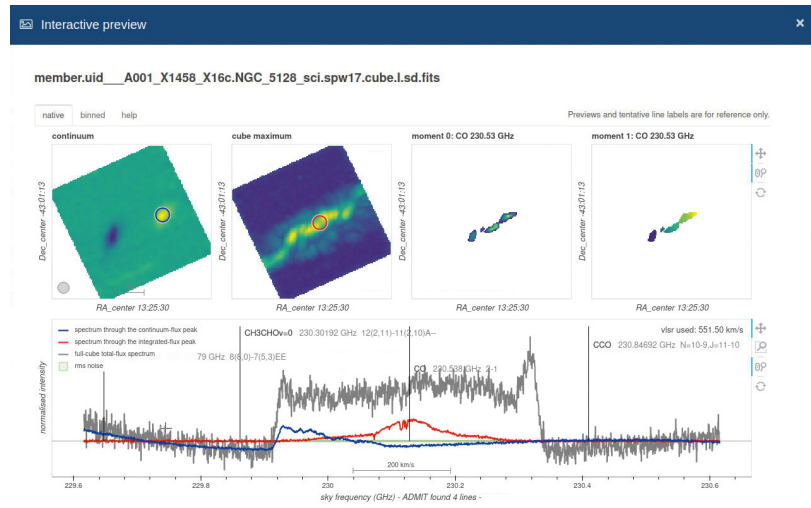 Interactive preview ×
member.uid___A001_X1458_X16c.NGC_5128_sci.spw17.cube.I.sd.fits
native binned help Previews and tentative line labels are for reference only.
continuum cube maximum moment 0: CO 230.53 GHz moment 1: CO 230.53 GHz
Dec_center -43:01:13 Dec_center -43:01:13 Dec_center -43:01:13 Dec_center -43:01:13
RA_center 13:25:30 RA_center 13:25:30 RA_center 13:25:30 RA_center 13:25:30
spectrum through the continuum-flux peak CH3CHOv=0 230.30192 GHz 12(2,11)-11(2,10)A-- vlsr used: 551.50 km/s
spectrum through the integrated-flux peak CCO 230.84692 GHz N=10-9,J=11-10
full-cube total-flux spectrum 79 GHz 8(8,0)-7(5,3)EE
rms noise CO 230.538 GHz 2-1
normalised intensity
200 km/s
229.6 229.8 230 230.2 230.4 230.6
sky frequency (GHz) - ADMIT found 4 lines -